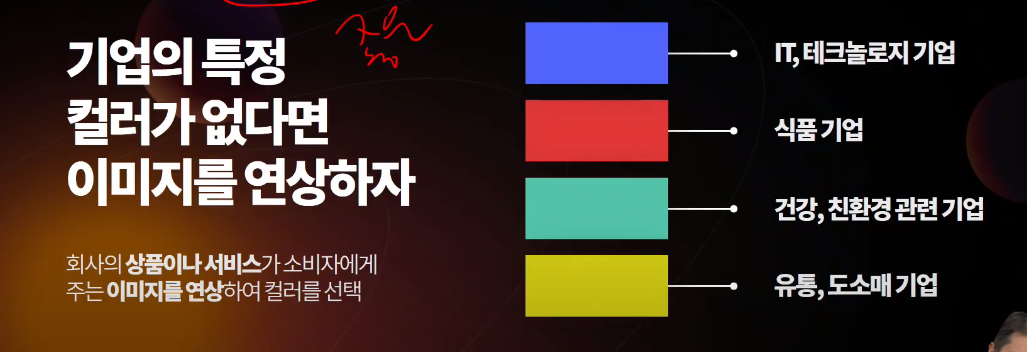 기업의 특정
컬러가 없다면
이미지를 연상하자
회사의 상품이나 서비스가 소비자에게
주는 이미지를 연상하여 컬러를 선택
IT, 테크놀로지 기업
식품 기업
건강, 친환경 관련 기업
유통, 도소매 기업